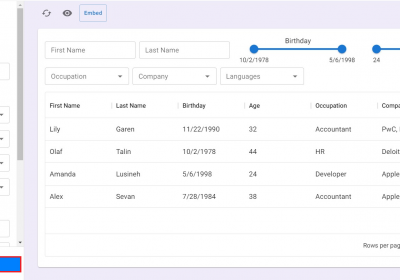 Embed
First Name
Last Name
Birthday
10/2/1978
5/6/1998
24
Occupation
Company
Languages
First Name Last Name Birthday Age Occupation Compa
Lily Garen 11/22/1990 32 Accountant PwC,
Olaf Talin 10/2/1978 44 HR Deloit
Amanda Lusineh 5/6/1998 24 Developer Apple
Alex Sevan 7/28/1984 38 Accountant Apple
Rows per pag